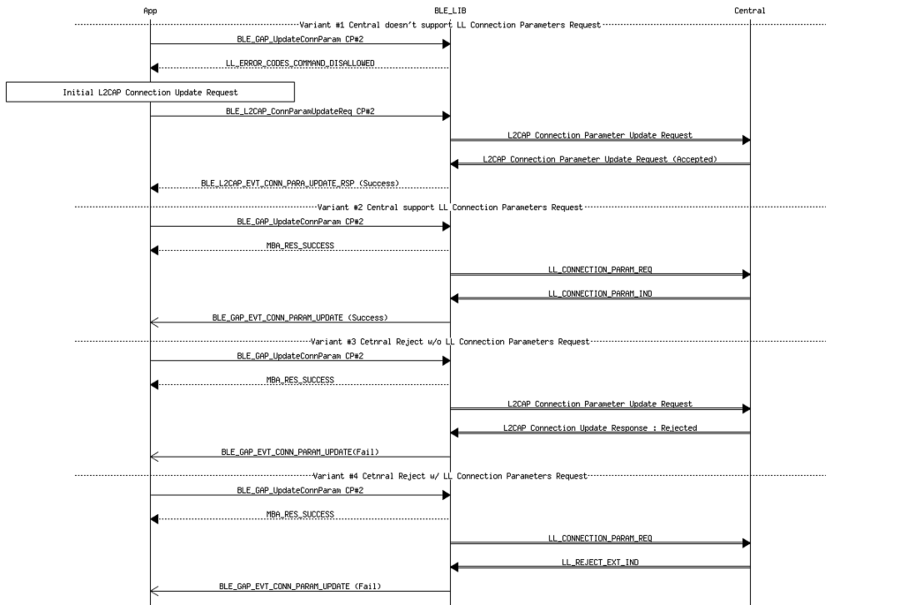 App BLE_LIB Central
Variant #1 Central doesn't support LL Connection Parameters Request
BLE_GAP_UpdateConnParam CP#2
LL_ERROR_CODES_COMMAND_DISALLOWED
Initial L2CAP Connection Update Request
BLE_L2CAP_ConnParamUpdateReq CP#2
L2CAP Connection Parameter Update Request
L2CAP Connection Parameter Update Request (Accepted)
BLE_L2CAP_EVT_CONN_PARA_UPDATE_RSP (Success)
Variant #2 Central support LL Connection Parameters Request
BLE_GAP_UpdateConnParam CP#2
MBA_RES_SUCCESS
LL_CONNECTION_PARAM_REQ
LL_CONNECTION_PARAM_IND
BLE_GAP_EVT_CONN_PARAM_UPDATE (Success)
Variant #3 Cetnral Reject w/o LL Connection Parameters Request
BLE_GAP_UpdateConnParam CP#2
MBA_RES_SUCCESS
L2CAP Connection Parameter Update Request
L2CAP Connection Update Response : Rejected
BLE_GAP_EVT_CONN_PARAM_UPDATE(Fail)
Variant #4 Cetnral Reject w/ LL Connection Parameters Request
BLE_GAP_UpdateConnParam CP#2
MBA_RES_SUCCESS
LL_CONNECTION_PARAM_REQ
LL_REJECT_EXT_IND
BLE_GAP_EVT_CONN_PARAM_UPDATE (Fail)